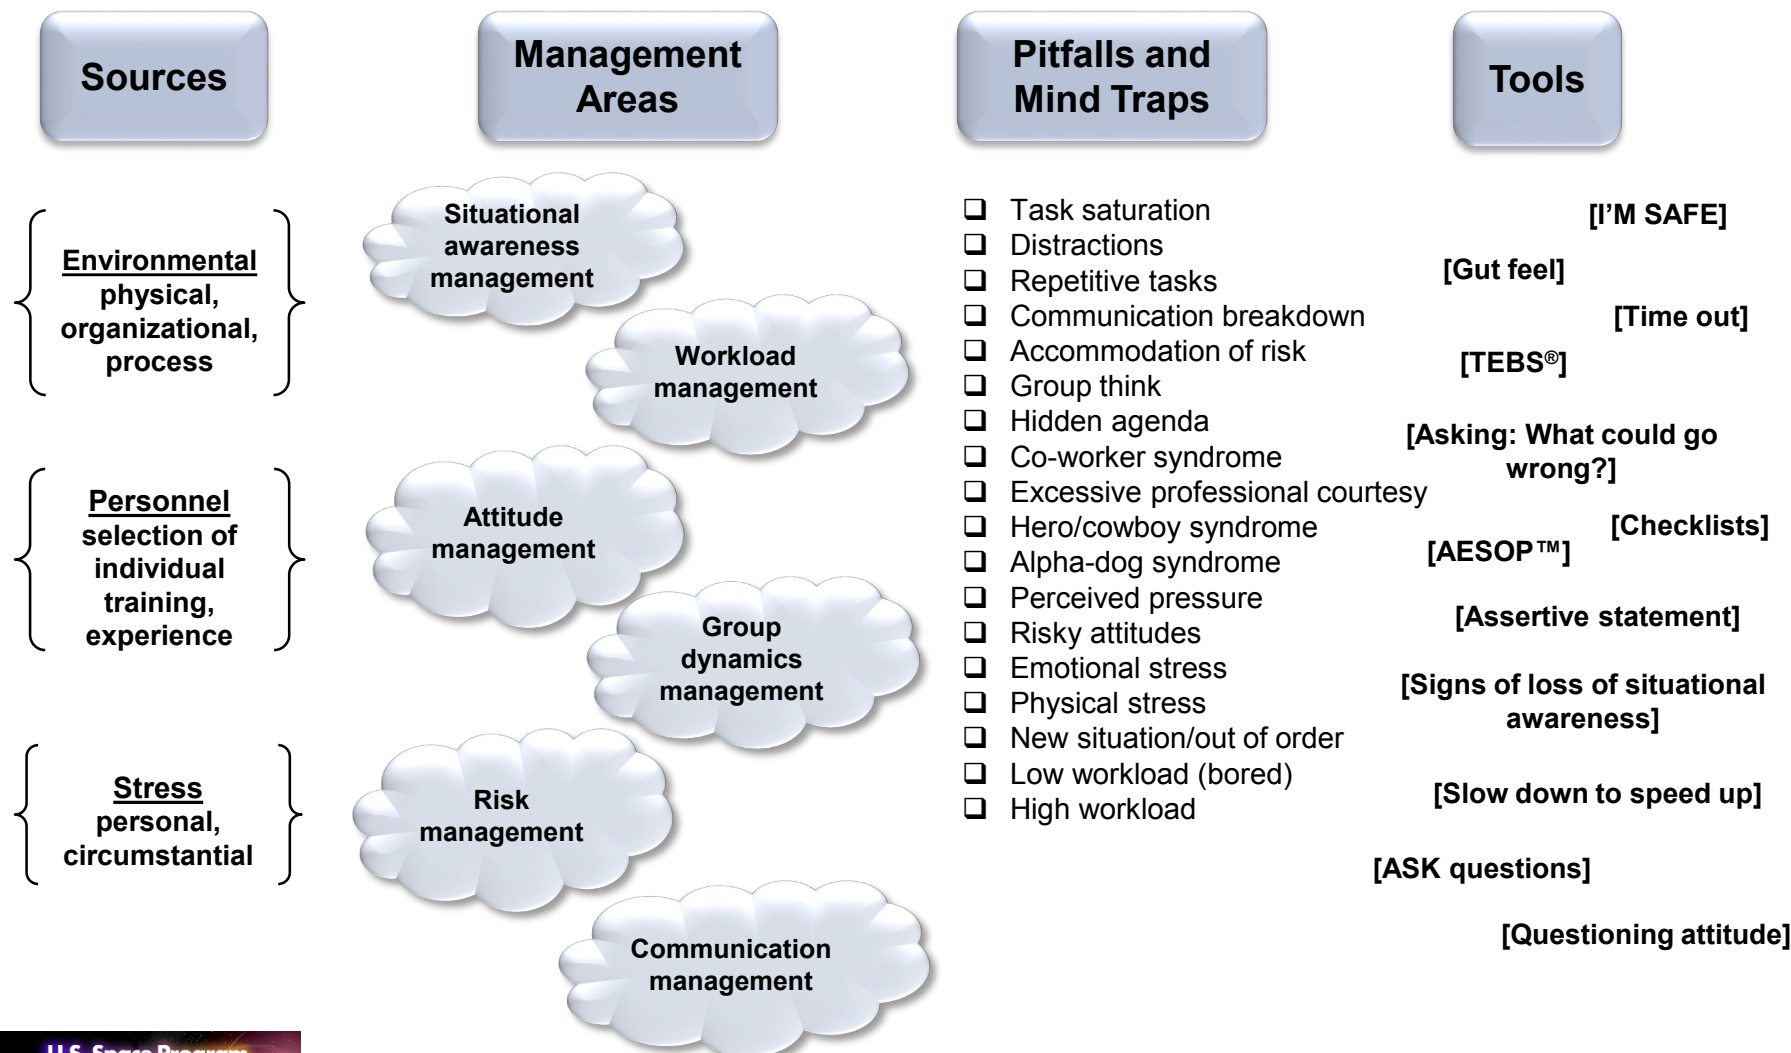 Sources
Management
Areas
Pitfalls and
Mind Traps
Tools
Environmental
physical,
organizational,
process
Personnel
selection of
individual
training,
experience
Stress
personal,
circumstantial
Situational
awareness
management
Workload
management
Attitude
management
Group
dynamics
management
Risk
management
Communication
management
❑ Task saturation
❑ Distractions
❑ Repetitive tasks
❑ Communication breakdown
❑ Accommodation of risk
❑ Group think
❑ Hidden agenda
❑ Co-worker syndrome
❑ Excessive professional courtesy
❑ Hero/cowboy syndrome
❑ Alpha-dog syndrome
❑ Perceived pressure
❑ Risky attitudes
❑ Emotional stress
❑ Physical stress
❑ New situation/out of order
❑ Low workload (bored)
❑ High workload
[I’M SAFE]
[Gut feel]
[Time out]
[TEBS®]
[Asking: What could go
wrong?]
[Checklists]
[AESOP™]
[Assertive statement]
[Signs of loss of situational
awareness]
[Slow down to speed up]
[ASK questions]
[Questioning attitude]
U.S. Space Program